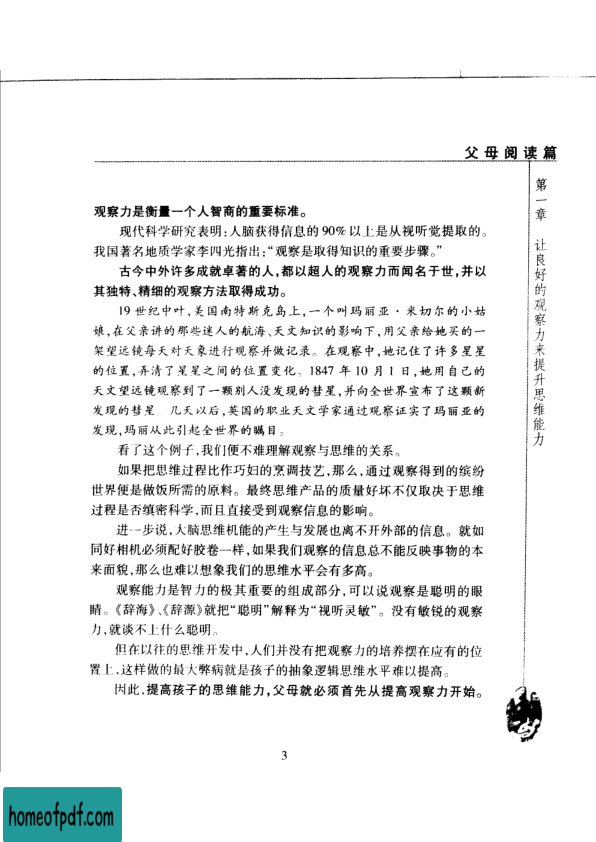 父母阅读篇
第一章 让良好的观察力来提升思维能力
观察力是衡量一个人智商的重要标准。
现代科学研究表明:人脑获得信息的90%以上是从视听觉提取的。
我国著名地质学家李四光指出:“观察是取得知识的重要步骤。”
古今中外许多成就卓著的人,都以超人的观察力而闻名于世,并以
其独特、精细的观察方法取得成功。
19世纪中叶,美国南特斯克岛上,一个叫玛丽亚·米切尔的小姑
娘,在父亲讲的那些迷人的航海、天文知识的影响下,用父亲给她买的一
架望远镜每天对天象进行观察并做记录。在观察中,她记住了许多星星
的位置,弄清了星星之间的位置变化。1847年10月1日,她用自己的
天文望远镜观察到了一颗别人没发现的彗星,并向全世界宣布了这颗新
发现的彗星 几天以后,英国的职业天文学家通过观察证实了玛丽亚的
发现,玛丽从此引起全世界的瞩目。
看了这个例子,我们便不难理解观察与思维的关系。
如果把思维过程比作巧妇的烹调技艺,那么,通过观察得到的缤纷
世界便是做饭所需的原料。最终思维产品的质量好坏不仅取决于思维
过程是否缜密科学,而且直接受到观察信息的影响。
进一步说,大脑思维机能的产生与发展也离不开外部的信息。就如
同好相机必须配好胶卷一样,如果我们观察的信息总不能反映事物的本
来面貌,那么也难以想象我们的思维水平会有多高。
观察能力是智力的极其重要的组成部分,可以说观察是聪明的眼
睛。《辞海》、《辞源》就把“聪明”解释为“视听灵敏”。没有敏锐的观察
力,就谈不上什么聪明。
但在以往的思维开发中,人们并没有把观察力的培养摆在应有的位
置上,这样做的最大弊病就是孩子的抽象逻辑思维水平难以提高。
因此,提高孩子的思维能力,父母就必须首先从提高观察力开始。
3
homeofpdf.com